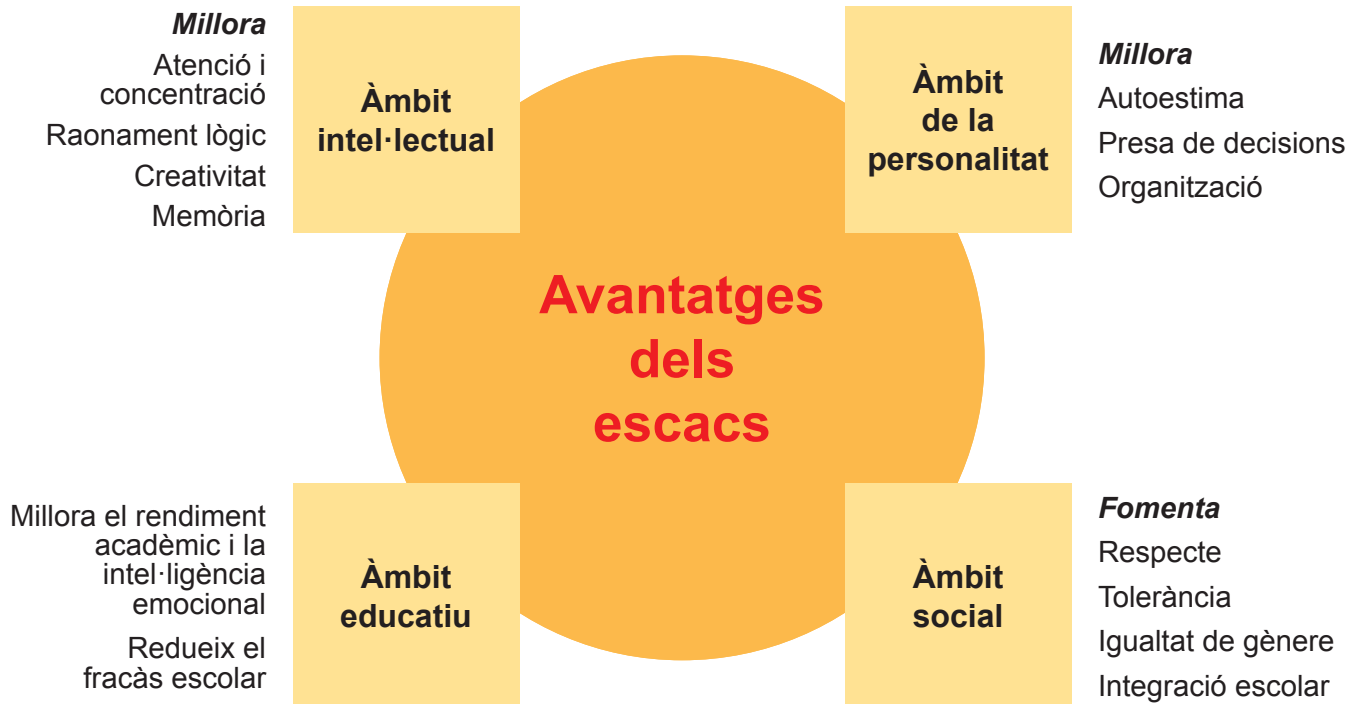 Millora
Atenció i
concentració
Raonament lògic
Creativitat
Memòria
Àmbit
intel·lectual
Àmbit
de la
personalitat
Millora
Autoestima
Presa de decisions
Organització
Avantatges
dels
escacs
Millora el rendiment
acadèmic i la
intel·ligència
emocional
Redueix el
fracàs escolar
Àmbit
educatiu
Àmbit
social
Fomenta
Respecte
Tolerància
Igualtat de gènere
Integració escolar